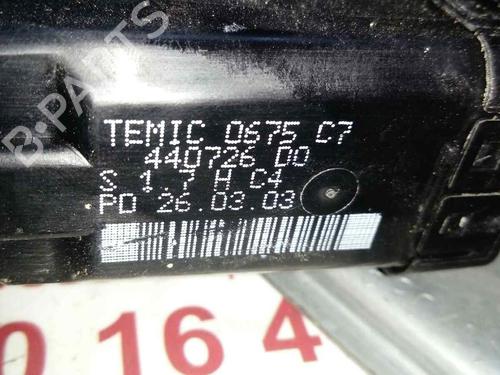 B-PARTS
TEMIC 0675 C7
440726 D0
S 1.7 H C4
PD 26.03.03
0 16 4